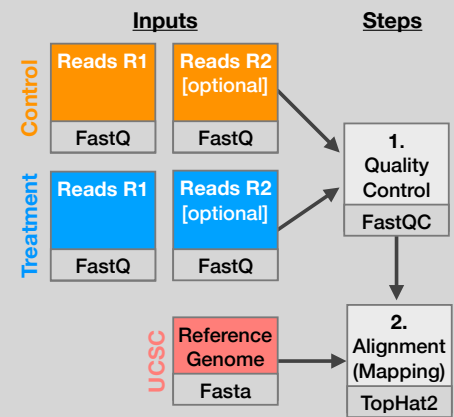 Inputs
Steps
Control
Reads R1
FastQ
Reads R2
[optional]
FastQ
Treatment
Reads R1
FastQ
Reads R2
[optional]
FastQ
1.
Quality
Control
FastQC
UCSC
Reference
Genome
Fasta
2.
Alignment
(Mapping)
TopHat2